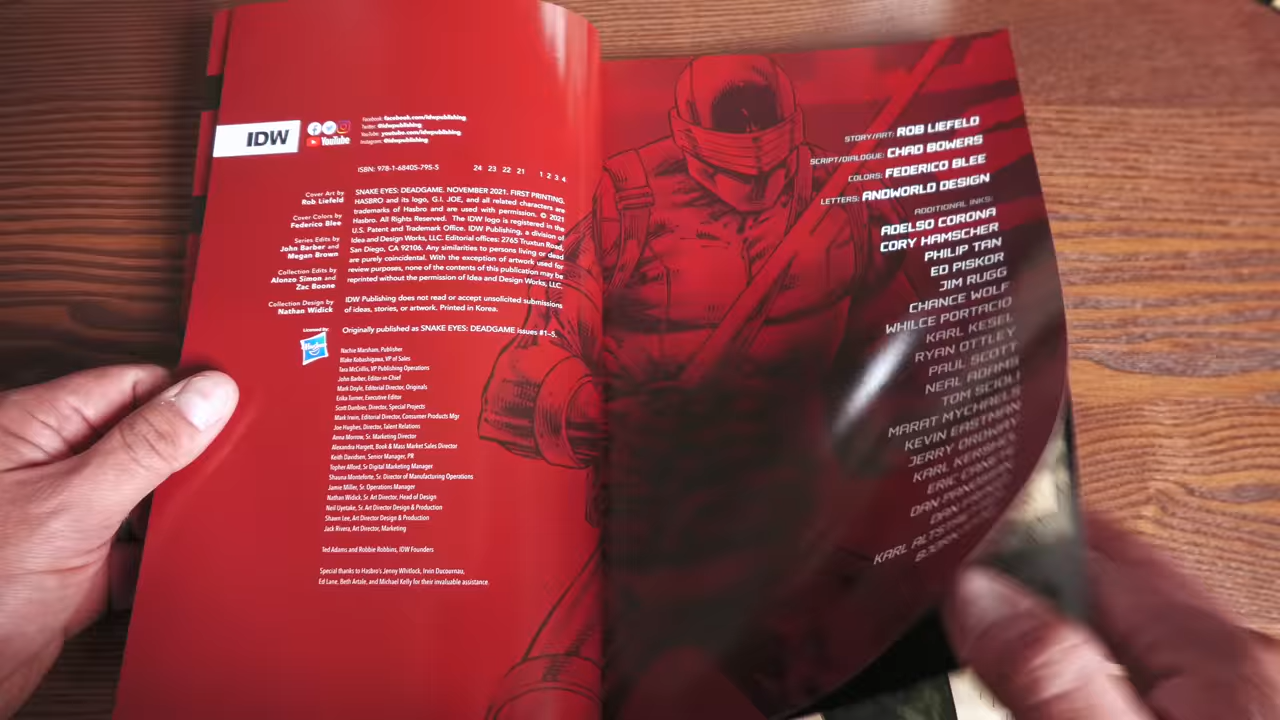 IDW
YouTube
Facebook: facebook.com/idwpublishing
Twitter: @idwpublishing
YouTube: youtube.com/idwpublishing
Instagram: @idwpublishing
ISBN: 978-1-68405-795-5 24 23 22 21 1 2 3 4
Cover Art by
Rob Liefeld
Cover Colors by
Federico Blee
Series Edits by
John Barber and
Megan Brown
Collection Edits by
Alonzo Simon and
Zac Boone
Collection Design by
Nathan Widick
SNAKE EYES: DEADGAME. NOVEMBER 2021. FIRST PRINTING.
HASBRO and its logo, G.I. JOE, and all related characters are
trademarks of Hasbro and are used with permission. © 2021
Hasbro. All Rights Reserved. The IDW logo is registered in the
U.S. Patent and Trademark Office. IDW Publishing, a division of
Idea and Design Works, LLC. Editorial offices: 2765 Truxtun Road,
San Diego, CA 92106. Any similarities to persons living or dead
are purely coincidental. With the exception of artwork used for
review purposes, none of the contents of this publication may be
reprinted without the permission of Idea and Design Works, LLC.
IDW Publishing does not read or accept unsolicited submissions
of ideas, stories, or artwork. Printed in Korea.
Originally published as SNAKE EYES: DEADGAME issues #1–5.
Licensed By:
Hasbro
Nachie Marsham, Publisher
Blake Kobashigawa, VP of Sales
Tara McCrillis, VP Publishing Operations
John Barber, Editor-in-Chief
Mark Doyle, Editorial Director, Originals
Erika Turner, Executive Editor
Scott Dunbier, Director, Special Projects
Mark Irwin, Editorial Director, Consumer Products Mgr
Joe Hughes, Director, Talent Relations
Anna Morrow, Sr. Marketing Director
Alexandra Hargett, Book & Mass Market Sales Director
Keith Davidsen, Senior Manager, PR
Topher Alford, Sr Digital Marketing Manager
Shauna Monteforte, Sr. Director of Manufacturing Operations
Jamie Miller, Sr. Operations Manager
Nathan Widick, Sr. Art Director, Head of Design
Neil Uyetake, Sr. Art Director Design & Production
Shawn Lee, Art Director Design & Production
Jack Rivera, Art Director, Marketing
Ted Adams and Robbie Robbins, IDW Founders
Special thanks to Hasbro's Jenny Whitlock, Irvin Ducournau,
Ed Lane, Beth Artale, and Michael Kelly for their invaluable assistance.
STORY/ART: ROB LIEFELD
SCRIPT/DIALOGUE: CHAD BOWERS
COLORS: FEDERICO BLEE
LETTERS: ANDWORLD DESIGN
ADDITIONAL INKS:
ADELSO CORONA
CORY HAMSCHER
PHILIP TAN
ED PISKOR
JIM RUGG
CHANCE WOLF
WHILCE PORTACIO
KARL KESEL
RYAN OTTLEY
PAUL SCOTT
NEAL ADAMS
TOM SCIOLI
MARAT MYCHAELS
KEVIN EASTMAN
JERRY ORDWAY
KARL KERSCHL
ERIC CANETE
DAN PANOSIAN
DAN
KARL